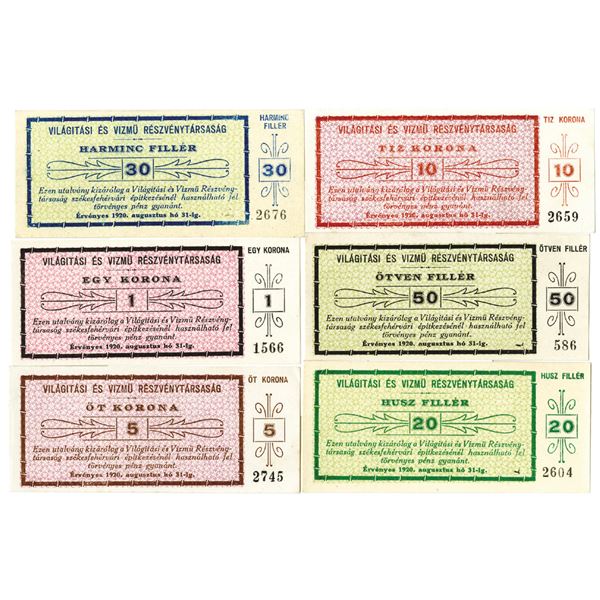 VILÁGITÁSI ÉS VIZMŰ RÉSZVÉNYTÁRSASÁG
HARMINC FILLÉR
30
Ezen utalvány kizárólag a Világitási és Vizmű Részvény-
társaság székesfehérvári épitkezésénél használható fel
törvényes pénz gyanánt.
Érvényes 1920. augusztus hó 31-ig.
HARMINC
FILLÉR
30
2676
VILÁGITÁSI ÉS VIZMŰ RÉSZVÉNYTÁRSASÁG
TIZ KORONA
10
Ezen utalvány kizárólag a Világitási és Vizmű Részvény-
társaság székesfehérvári épitkezésénél használható fel
törvényes pénz gyanánt.
Érvényes 1920. augusztus hó 31-ig.
TIZ KORONA
10
2659
VILÁGITÁSI ÉS VIZMŰ RÉSZVÉNYTÁRSASÁG
EGY KORONA
1
Ezen utalvány kizárólag a Világitási és Vizmű Részvény-
társaság székesfehérvári épitkezésénél használható fel
törvényes pénz gyanánt.
Érvényes 1920. augusztus hó 31-ig.
EGY KORONA
1
1566
VILÁGITÁSI ÉS VIZMŰ RÉSZVÉNYTÁRSASÁG
ÖTVEN FILLÉR
50
Ezen utalvány kizárólag a Világitási és Vizmű Részvény-
társaság székesfehérvári épitkezésénél használható fel
törvényes pénz gyanánt.
Érvényes 1920. augusztus hó 31-ig.
ÖTVEN FILLÉR
50
586
VILÁGITÁSI ÉS VIZMŰ RÉSZVÉNYTÁRSASÁG
ÖT KORONA
5
Ezen utalvány kizárólag a Világitási és Vizmű Részvény-
társaság székesfehérvári épitkezésénél használható fel
törvényes pénz gyanánt.
Érvényes 1920. augusztus hó 31-ig.
ÖT KORONA
5
2745
VILÁGITÁSI ÉS VIZMŰ RÉSZVÉNYTÁRSASÁG
HUSZ FILLÉR
20
Ezen utalvány kizárólag a Világitási és Vizmű Részvény-
társaság székesfehérvári épitkezésénél használható fel
törvényes pénz gyanánt.
Érvényes 1920. augusztus hó 31-ig.
HUSZ FILLÉR
20
2604